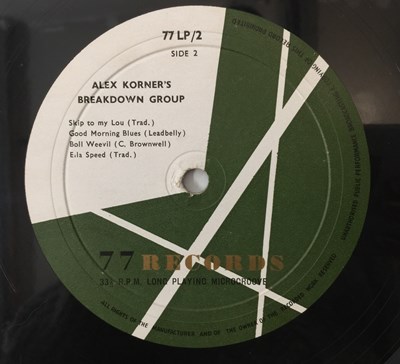 77 LP/2
SIDE 2
ALEX KORNER'S
BREAKDOWN GROUP
Skip to my Lou (Trad.)
Good Morning Blues (Leadbelly)
Boll Weevil (C. Brownwell)
Ella Speed (Trad.)
77 RECORDS
33⅓ R.P.M. LONG PLAYING MICROGROOVE
ALL RIGHTS OF THE MANUFACTURER AND OF THE OWNER OF THE RECORDED WORK RESERVED